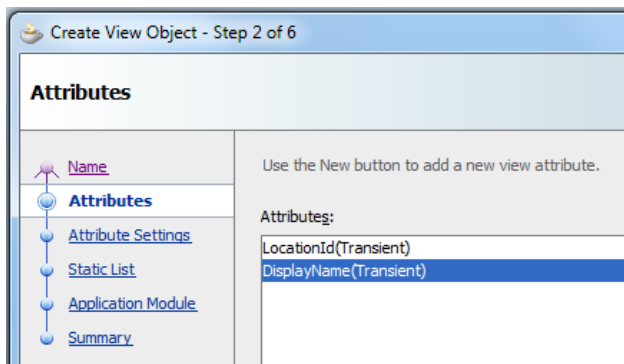 Create View Object - Step 2 of 6
Attributes
Name
Attributes
Attribute Settings
Static List
Application Module
Summary
Use the New button to add a new view attribute.
Attributes:
LocationId(Transient)
DisplayName(Transient)